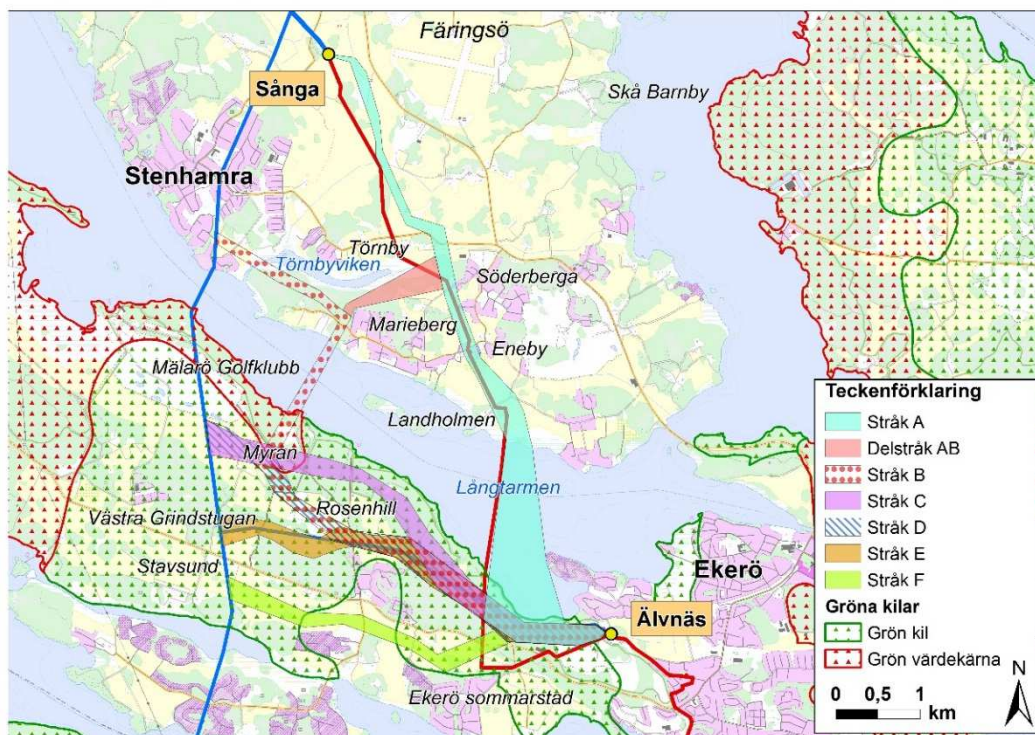 Färingsö
Sånga
Skå Barnby
Stenhamra
Törnby
Törnbyviken
Söderberga
Marieberg
Eneby
Mälarö Golfklubb
Landholmen
Myran
Långtarmen
Rosenhill
Västra Grindstugan
Stavsund
Ekerö
Älvnäs
Ekerö sommarstad
Teckenförklaring
Stråk A
Delstråk AB
Stråk B
Stråk C
Stråk D
Stråk E
Stråk F
Gröna kilar
Grön kil
Grön värdekärna
0 0,5 1
km
N